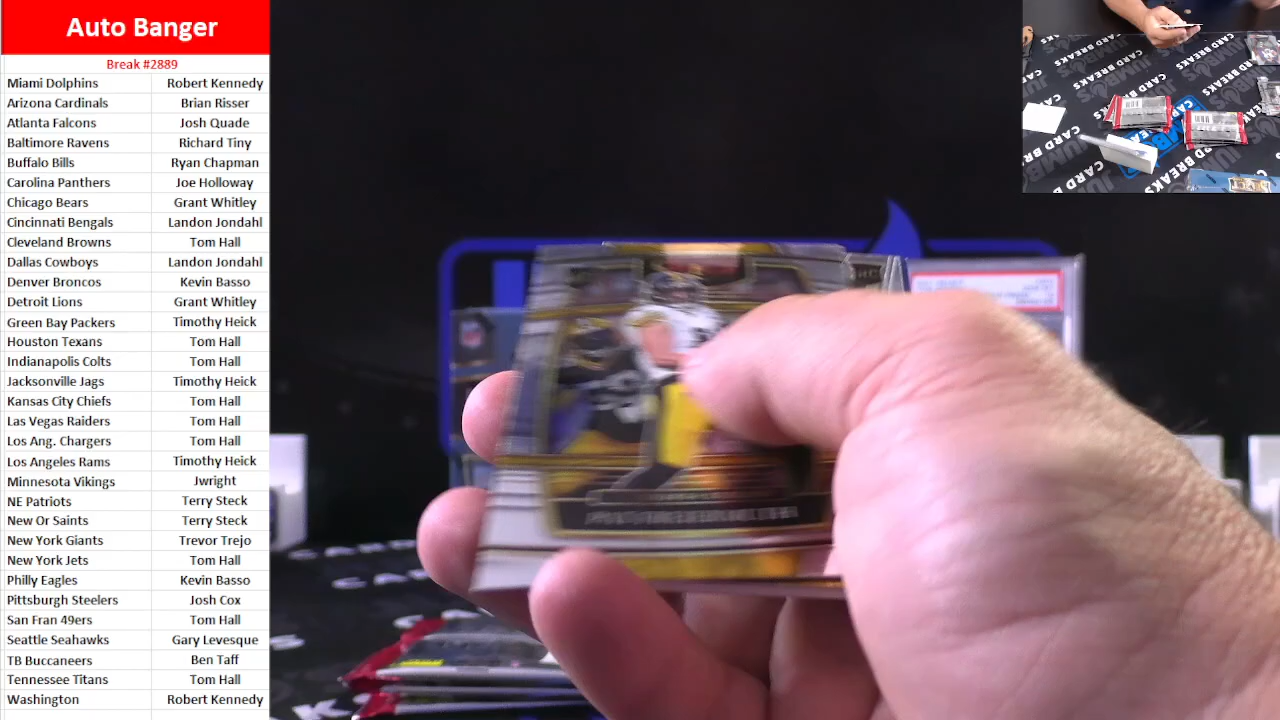 Auto Banger
Break #2889
Miami Dolphins Robert Kennedy
Arizona Cardinals Brian Risser
Atlanta Falcons Josh Quade
Baltimore Ravens Richard Tiny
Buffalo Bills Ryan Chapman
Carolina Panthers Joe Holloway
Chicago Bears Grant Whitley
Cincinnati Bengals Landon Jondahl
Cleveland Browns Tom Hall
Dallas Cowboys Landon Jondahl
Denver Broncos Kevin Basso
Detroit Lions Grant Whitley
Green Bay Packers Timothy Heick
Houston Texans Tom Hall
Indianapolis Colts Tom Hall
Jacksonville Jags Timothy Heick
Kansas City Chiefs Tom Hall
Las Vegas Raiders Tom Hall
Los Ang. Chargers Tom Hall
Los Angeles Rams Timothy Heick
Minnesota Vikings Jwright
NE Patriots Terry Steck
New Or Saints Terry Steck
New York Giants Trevor Trejo
New York Jets Tom Hall
Philly Eagles Kevin Basso
Pittsburgh Steelers Josh Cox
San Fran 49ers Tom Hall
Seattle Seahawks Gary Levesque
TB Buccaneers Ben Taff
Tennessee Titans Tom Hall
Washington Robert Kennedy
CARD BREAKS
JUMBO
CARD BREAKS